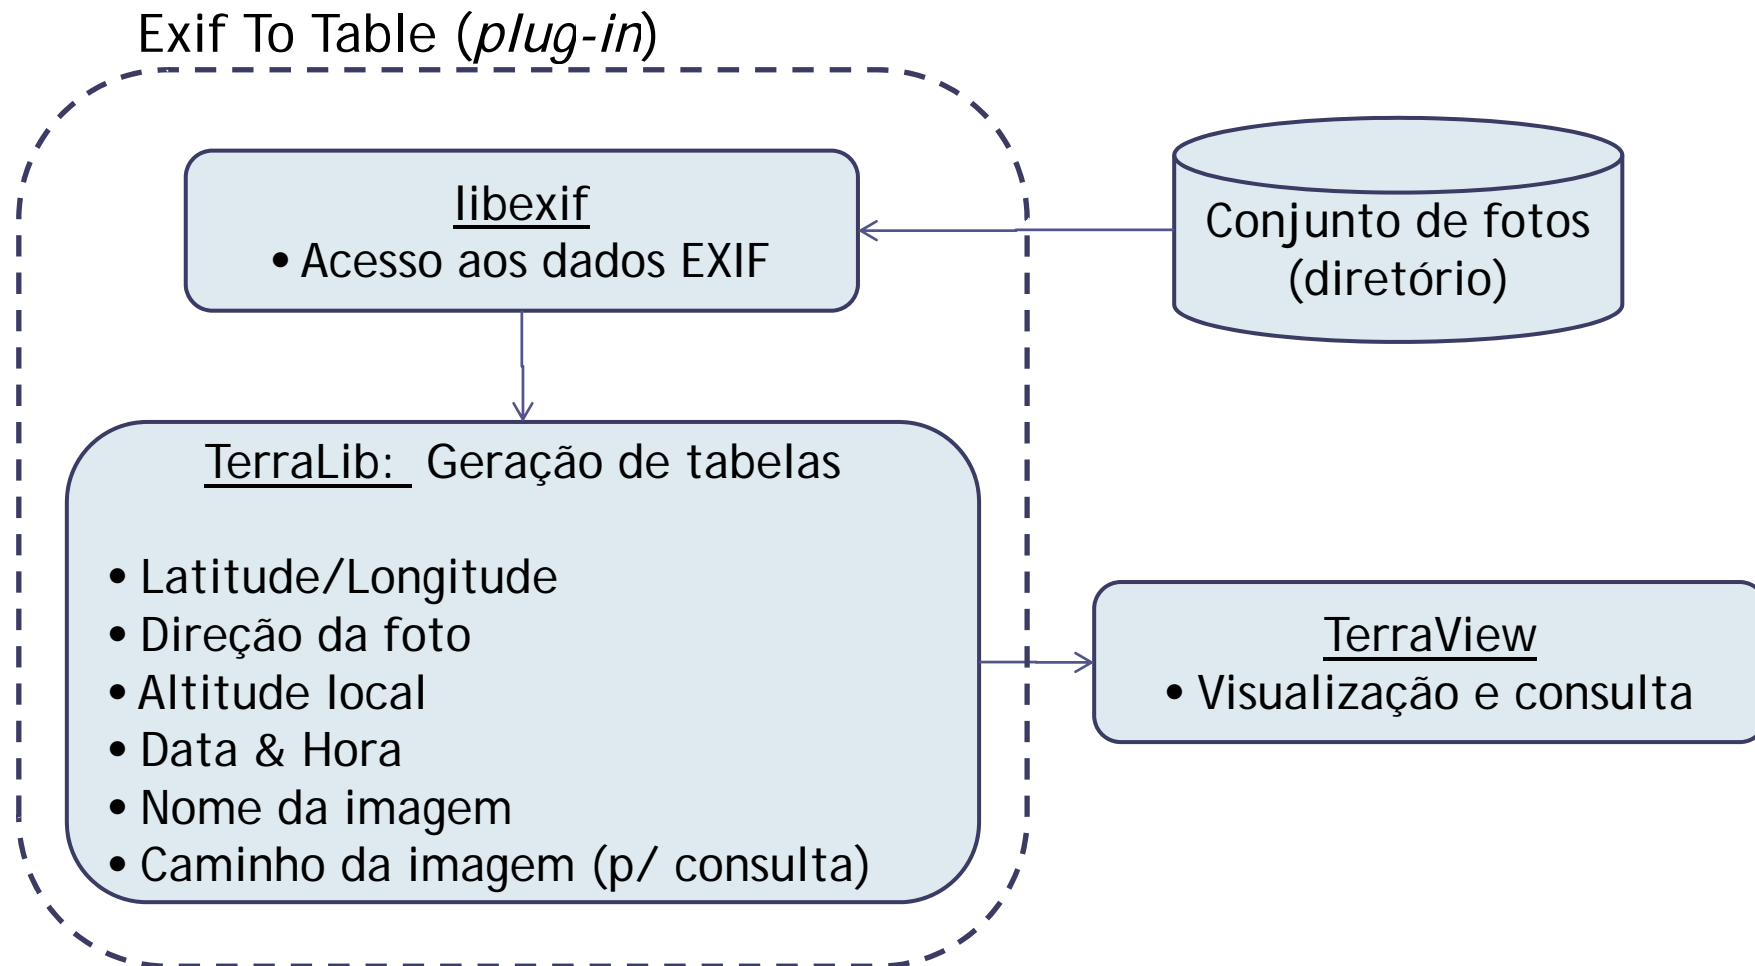 Exif To Table (plug-in)
libexif
• Acesso aos dados EXIF
Conjunto de fotos
(diretório)
TerraLib: Geração de tabelas
• Latitude/Longitude
• Direção da foto
• Altitude local
• Data & Hora
• Nome da imagem
• Caminho da imagem (p/ consulta)
TerraView
• Visualização e consulta